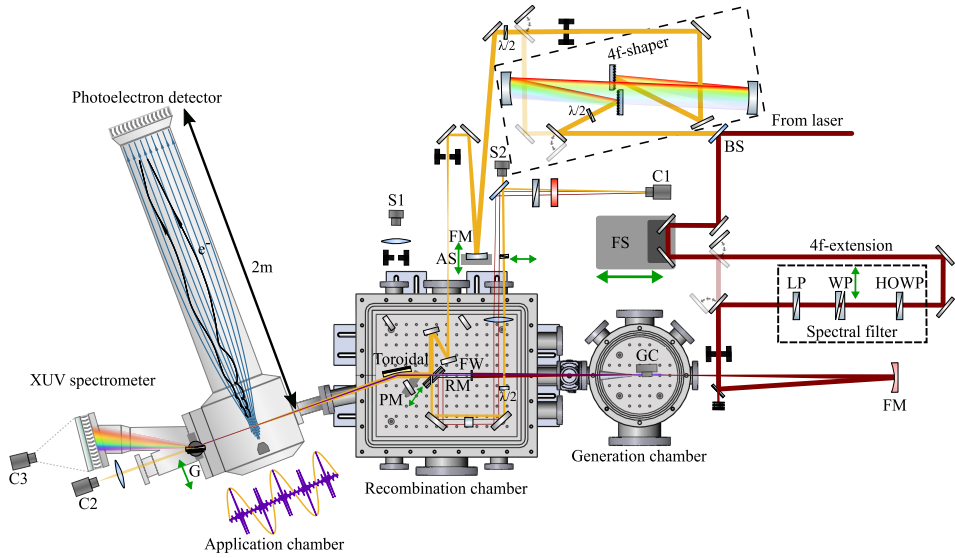 λ/2
4f-shaper
Photoelectron detector
λ/2
From laser
BS
S2
C1
S1
FM
AS
FS
4f-extension
2m
e⁻
LP
WP
HOWP
Spectral filter
Toroidal
FW
RM
PM
λ/2
GC
FM
XUV spectrometer
G
C3
C2
Generation chamber
Recombination chamber
Application chamber